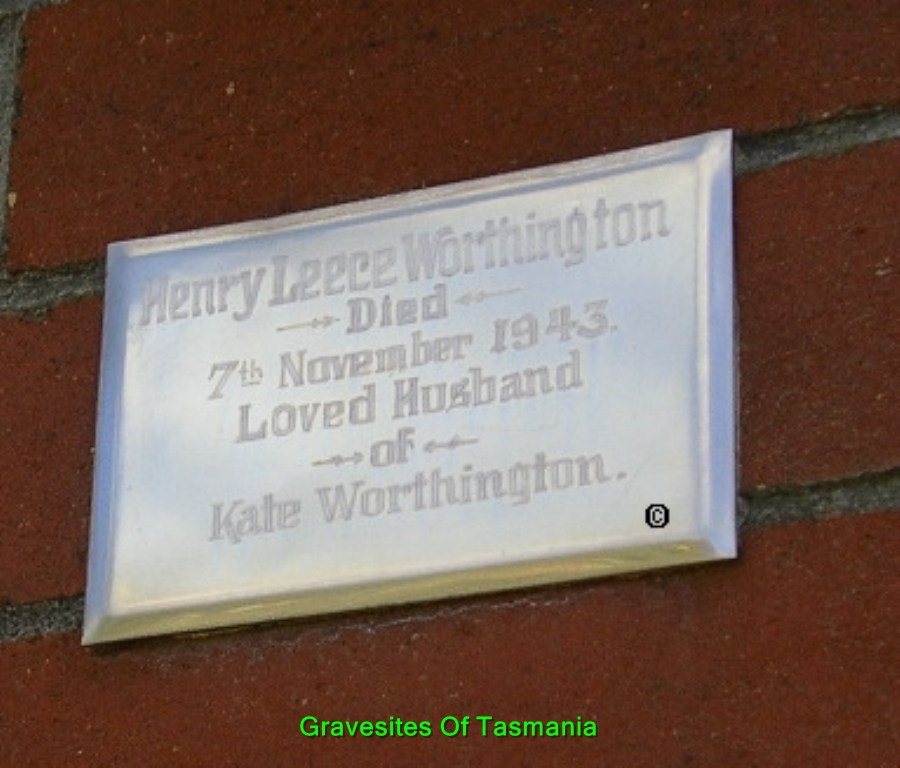 Henry Leece Worthington
Died
7th November 1943.
Loved Husband
of
Kate Worthington.
©
Gravesites Of Tasmania